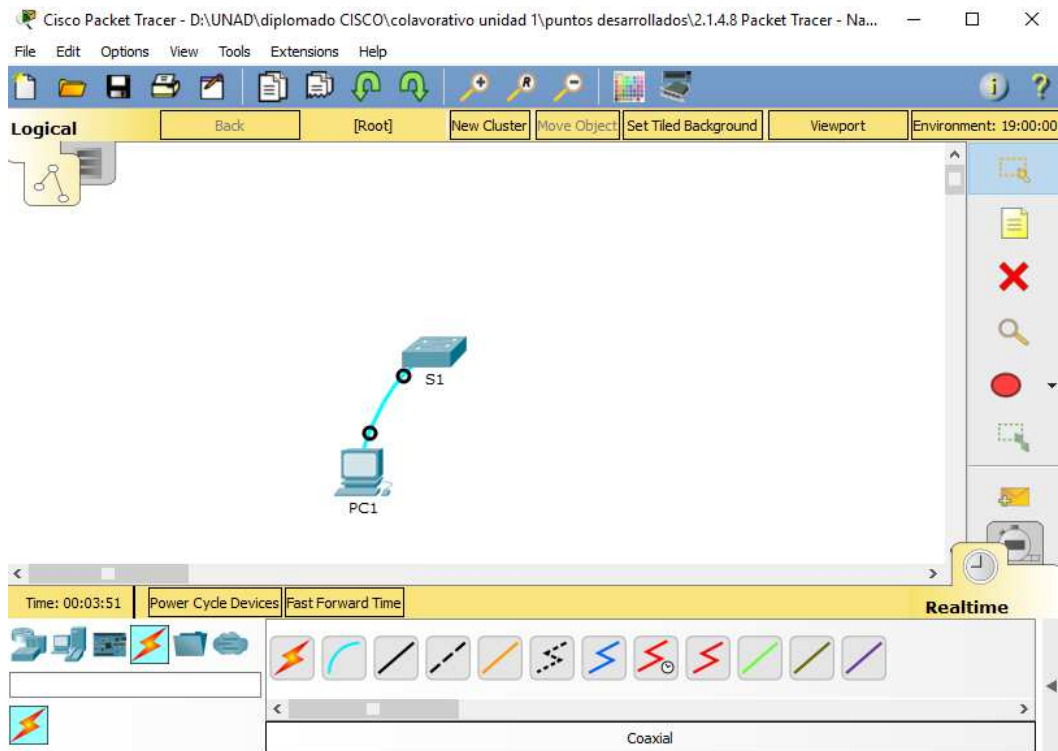 Cisco Packet Tracer - D:\UNAD\diplomado CISCO\colavorativo unidad 1\puntos desarrollados\2.1.4.8 Packet Tracer - Na...
File Edit Options View Tools Extensions Help
Logical Back [Root] New Cluster Move Object Set Tiled Background Viewport Environment: 19:00:00
S1
PC1
Time: 00:03:51 Power Cycle Devices Fast Forward Time Realtime
Coaxial